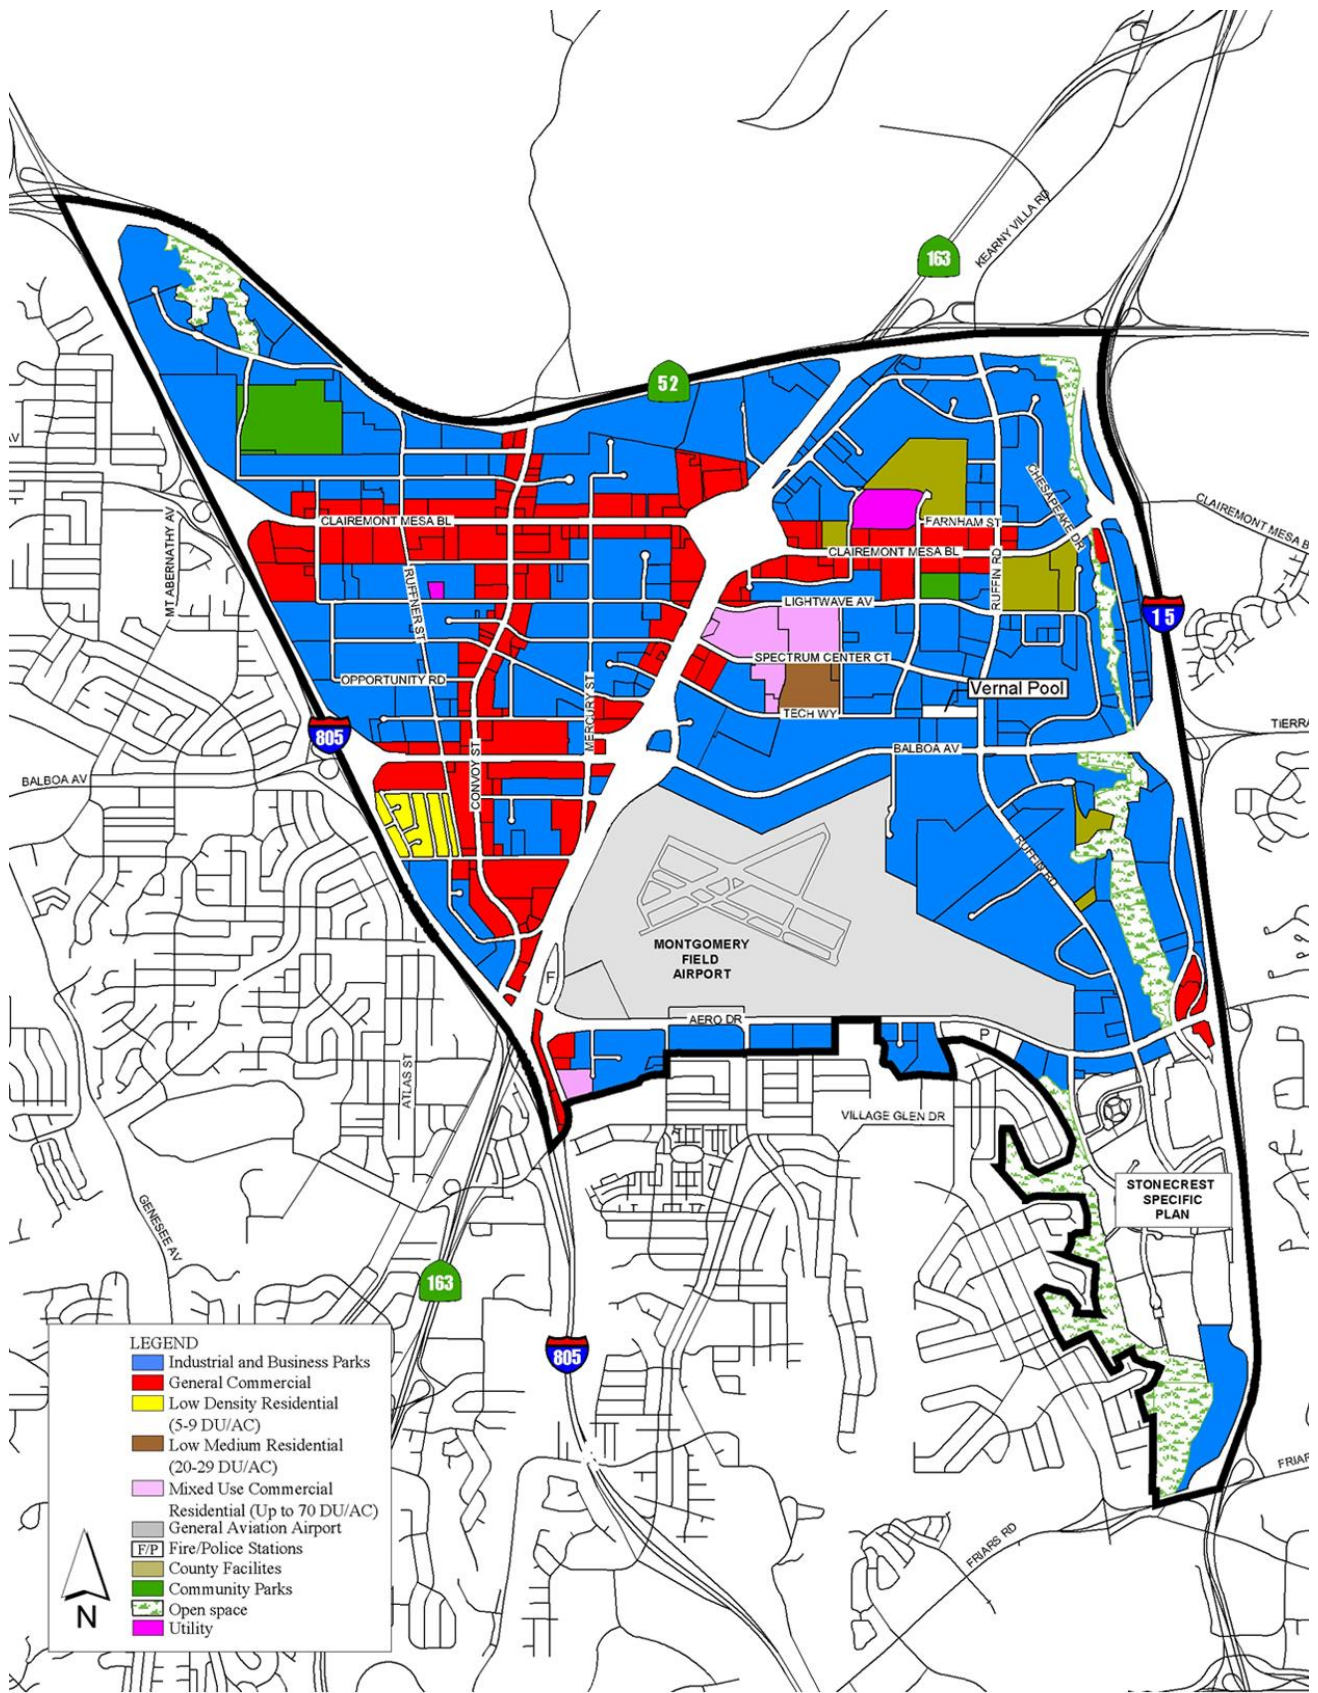 KEARNY VILLA RD
163
52
AV
CHESAPEAKE DR
CLAIREMONT MESA B
MT ABERNATHY AV
CLAIREMONT MESA BL
FARNHAM ST
CLAIREMONT MESA BL
RUFFIN RD
RUFFNER ST
LIGHTWAVE AV
15
SPECTRUM CENTER CT
OPPORTUNITY RD
Vernal Pool
MERCURY ST
TECH WY
805
TIERRA
BALBOA AV
BALBOA AV
CONVOY ST
RUFFIN RD
MONTGOMERY
FIELD
AIRPORT
F
AERO DR
P
ATLAS ST
VILLAGE GLEN DR
STONECREST
SPECIFIC
PLAN
GENESEE AV
163
805
LEGEND
Industrial and Business Parks
General Commercial
Low Density Residential
(5-9 DU/AC)
Low Medium Residential
(20-29 DU/AC)
Mixed Use Commercial
Residential (Up to 70 DU/AC)
General Aviation Airport
F/P Fire/Police Stations
County Facilites
Community Parks
Open space
Utility
N
FRIARS RD
FRIAR